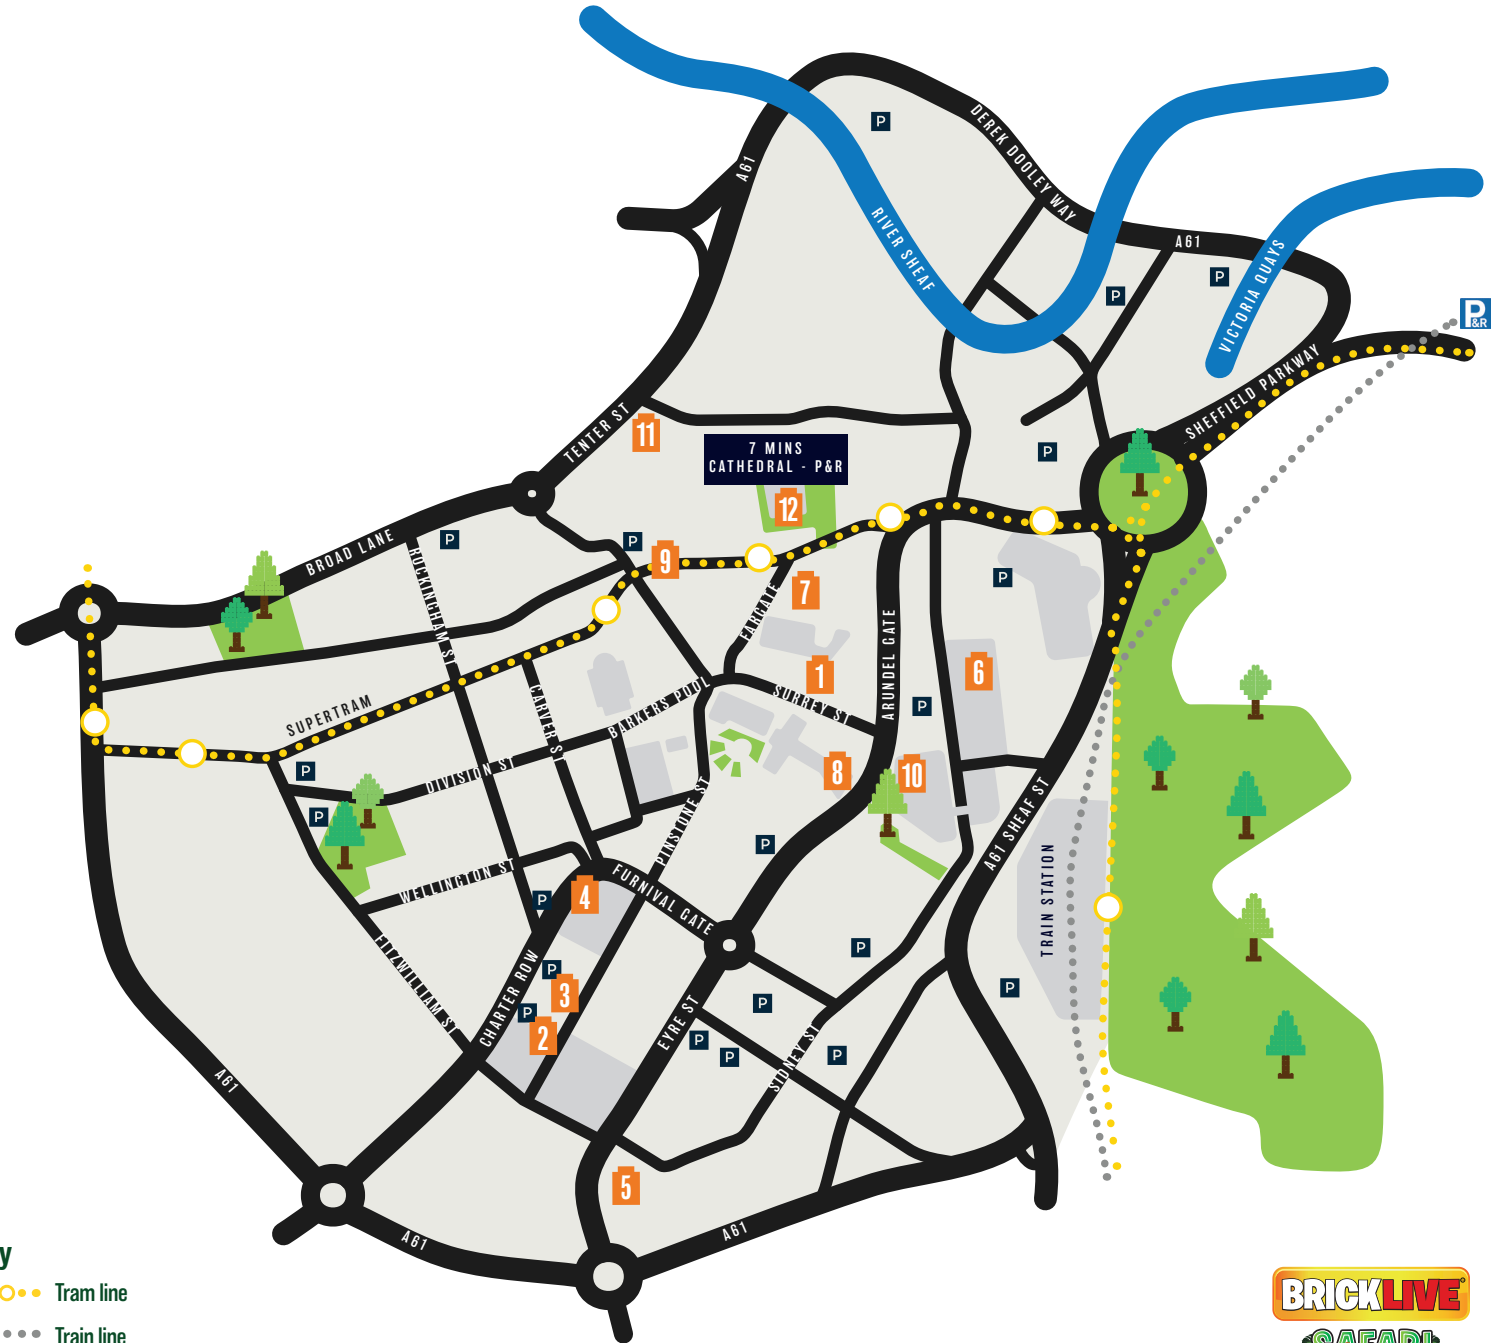 P
DEREK DOOLEY WAY
A61
RIVER SHEAF
A61
P
P
VICTORIA QUAYS
P&R
SHEFFIELD PARKWAY
TENTER ST
11
7 MINS
CATHEDRAL - P&R
P
12
BROAD LANE
P
P
9
ROCKINGHAM ST
7
FARGATE
P
ARUNDEL GATE
1
6
SURREY ST
P
SUPERTRAM
CARVER ST
BARKERS POOL
P
DIVISION ST
8
10
P
PINSTONE ST
A61 SHEAF ST
P
WELLINGTON ST
FURNIVAL GATE
4
P
TRAIN STATION
FITZWILLIAM ST
CHARTER ROW
P
P
3
P
P
P
2
EYRE ST
P
P
P
P
SIDNEY ST
A61
5
A61
A61
y
Tram line
Train line
BRICKLIVE
SAFARI